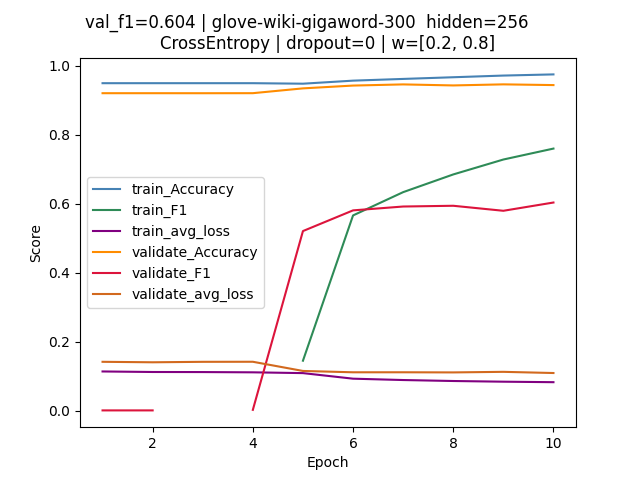 val_f1=0.604 | glove-wiki-gigaword-300  hidden=256
CrossEntropy | dropout=0 | w=[0.2, 0.8]
1.0
0.8
0.6
0.4
0.2
0.0
Score
train_Accuracy
train_F1
train_avg_loss
validate_Accuracy
validate_F1
validate_avg_loss
2 4 6 8 10
Epoch